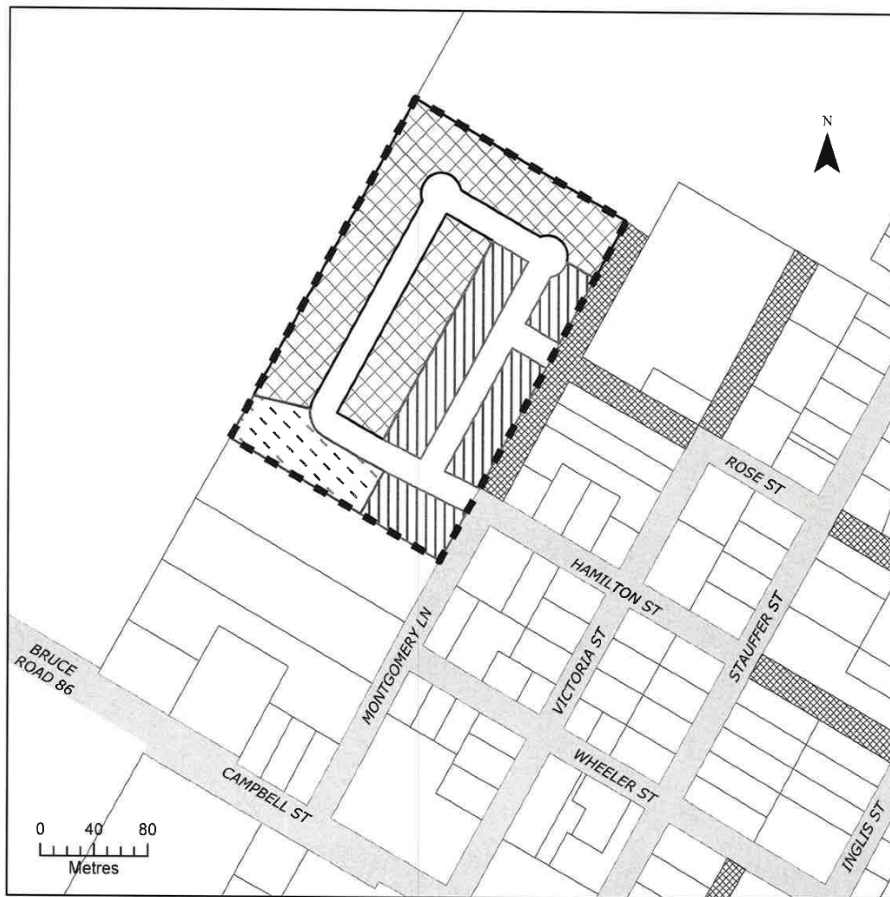 N
ROSE ST
HAMILTON ST
STAUFFER ST
VICTORIA ST
MONTGOMERY LN
BRUCE
ROAD 86
WHEELER ST
CAMPBELL ST
INGLIS ST
0 40 80
Metres